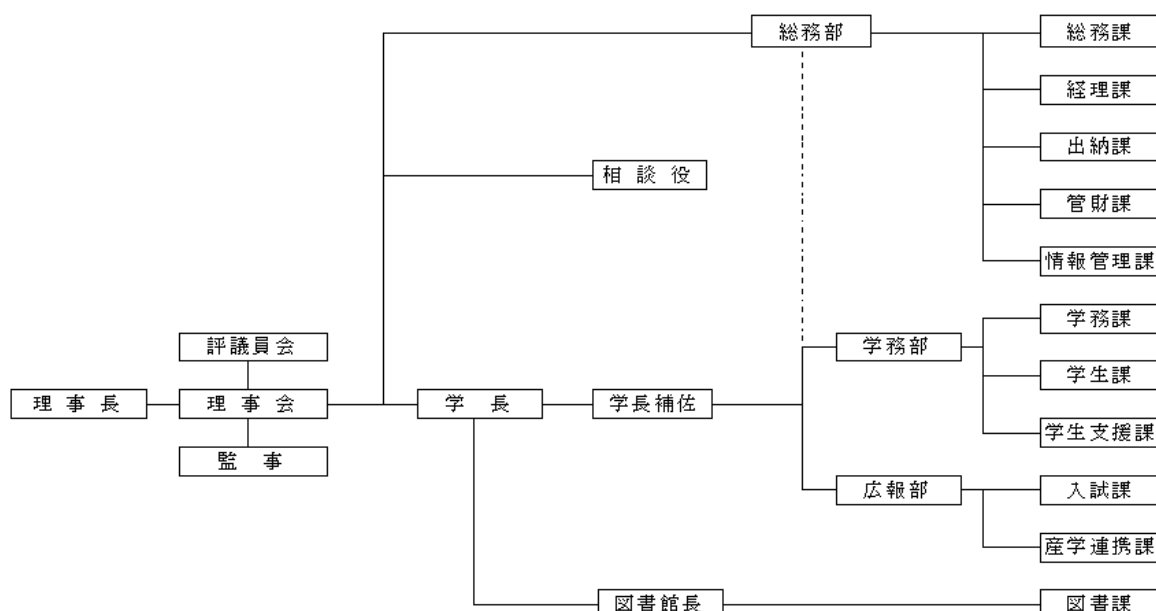 総務部
総務課
経理課
出納課
相談役
管財課
情報管理課
学務課
評議員会
学務部
学生課
理事長
理事会
学長
学長補佐
学生支援課
監事
広報部
入試課
産学連携課
図書館長
図書課